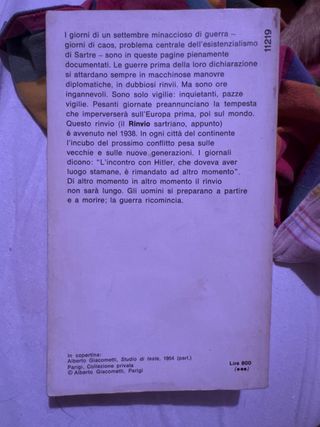 I giorni di un settembre minaccioso di guerra –
giorni di caos, problema centrale dell'esistenzialismo
di Sartre – sono in queste pagine pienamente
documentati. Le guerre prima della loro dichiarazione
si attardano sempre in macchinose manovre
diplomatiche, in dubbiosi rinvii. Ma sono ore
ingannevoli. Sono solo vigilie: inquietanti, pazze
vigilie. Pesanti giornate preannunciano la tempesta
che imperverserà sull'Europa prima, poi sul mondo.
Questo rinvio (il Rinvio sartriano, appunto)
è avvenuto nel 1938. In ogni città del continente
l'incubo del prossimo conflitto pesa sulle
vecchie e sulle nuove generazioni. I giornali
dicono: "L'incontro con Hitler, che doveva aver
luogo stamane, è rimandato ad altro momento".
Di altro momento in altro momento il rinvio
non sarà lungo. Gli uomini si preparano a partire
e a morire; la guerra ricomincia.
11219
In copertina:
Alberto Giacometti, Studio di teste, 1954 (part.)
Parigi, Collezione privata
© Alberto Giacometti, Parigi
Lire 800
(•••)